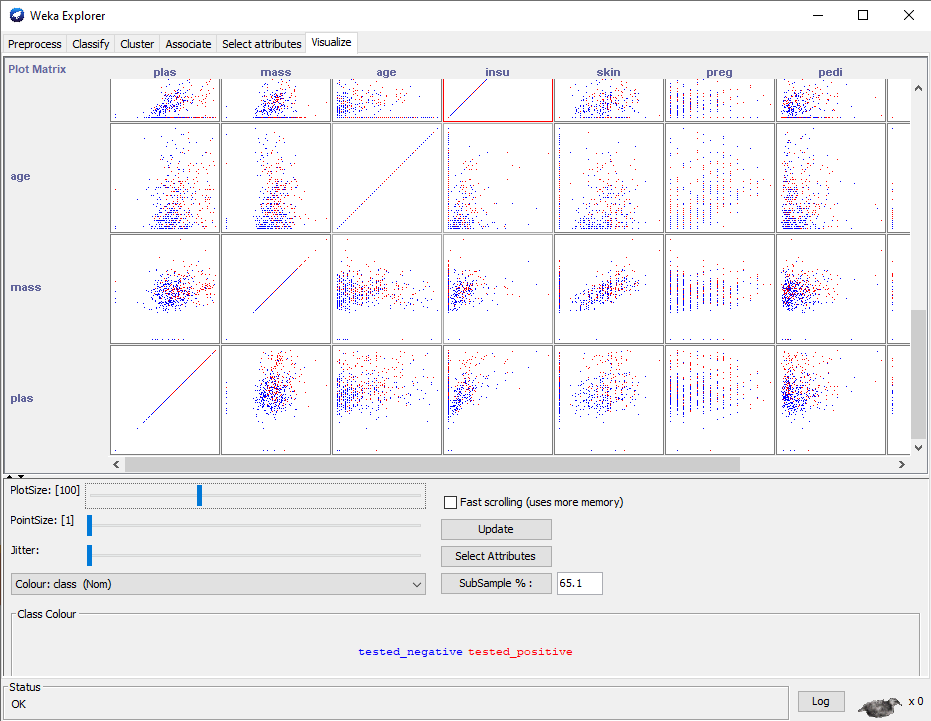 Weka Explorer
Preprocess Classify Cluster Associate Select attributes Visualize
Plot Matrix plas mass age insu skin preg pedi
age
mass
plas
PlotSize: [100]
Fast scrolling (uses more memory)
PointSize: [1]
Update
Jitter:
Select Attributes
Colour: class (Nom)
SubSample % : 65.1
Class Colour
tested_negative tested_positive
Status
OK
Log x 0